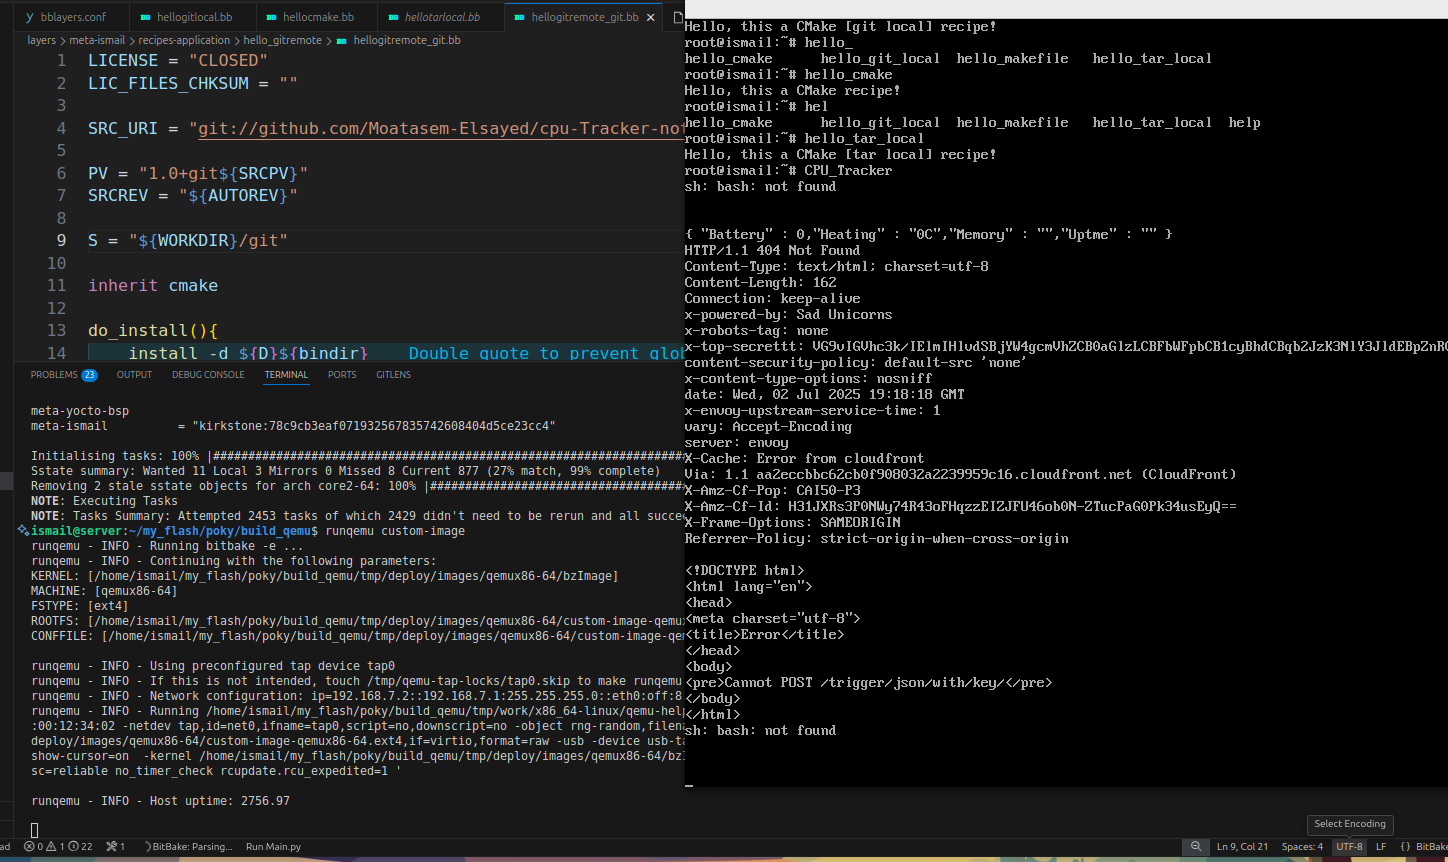 bblayers.conf
hellogitlocal.bb
hellocmake.bb
hellotarlocal.bb
hellogitremote_git.bb
layers > meta-ismail > recipes-application > hello_gitremote > hellogitremote_git.bb
1 LICENSE = "CLOSED"
2 LIC_FILES_CHKSUM = ""
3
4 SRC_URI = "git://github.com/Moatasem-Elsayed/cpu-Tracker-not
5
6 PV = "1.0+git${SRCPV}"
7 SRCREV = "${AUTOREV}"
8
9 S = "${WORKDIR}/git"
10
11 inherit cmake
12
13 do_install(){
14 install -d ${D}${bindir} Double quote to prevent glob
PROBLEMS 23 OUTPUT DEBUG CONSOLE TERMINAL PORTS GITLENS
meta-yocto-bsp
meta-ismail = "kirkstone:78c9cb3eaf071932567835742608404d5ce23cc4"
Initialising tasks: 100% |
Sstate summary: Wanted 11 Local 3 Mirrors 0 Missed 8 Current 877 (27% match, 99% complete)
Removing 2 stale sstate objects for arch core2-64: 100% |
NOTE: Executing Tasks
NOTE: Tasks Summary: Attempted 2453 tasks of which 2429 didn't need to be rerun and all succe
ismail@server:~/my_flash/poky/build_qemu$ runqemu custom-image
runqemu - INFO - Running bitbake -e ...
runqemu - INFO - Continuing with the following parameters:
KERNEL: [/home/ismail/my_flash/poky/build_qemu/tmp/deploy/images/qemux86-64/bzImage]
MACHINE: [qemux86-64]
FSTYPE: [ext4]
ROOTFS: [/home/ismail/my_flash/poky/build_qemu/tmp/deploy/images/qemux86-64/custom-image-qemux
CONFFILE: [/home/ismail/my_flash/poky/build_qemu/tmp/deploy/images/qemux86-64/custom-image-qem
runqemu - INFO - Using preconfigured tap device tap0
runqemu - INFO - If this is not intended, touch /tmp/qemu-tap-locks/tap0.skip to make runqemu
runqemu - INFO - Network configuration: ip=192.168.7.2::192.168.7.1:255.255.255.0::eth0:off:8
runqemu - INFO - Running /home/ismail/my_flash/poky/build_qemu/tmp/work/x86_64-linux/qemu-help
:00:12:34:02 -netdev tap,id=net0,ifname=tap0,script=no,downscript=no -object rng-random,filena
deploy/images/qemux86-64/custom-image-qemux86-64.ext4,if=virtio,format=raw -usb -device usb-ta
show-cursor=on -kernel /home/ismail/my_flash/poky/build_qemu/tmp/deploy/images/qemux86-64/bzI
sc=reliable no_timer_check rcupdate.rcu_expedited=1 '
runqemu - INFO - Host uptime: 2756.97
Hello, this a CMake [git local] recipe!
root@ismail:~# hello_
hello_cmake hello_git_local hello_makefile hello_tar_local
root@ismail:~# hello_cmake
Hello, this a CMake recipe!
root@ismail:~# hel
hello_cmake hello_git_local hello_makefile hello_tar_local help
root@ismail:~# hello_tar_local
Hello, this a CMake [tar local] recipe!
root@ismail:~# CPU_Tracker
sh: bash: not found
{ "Battery" : 0,"Heating" : "0C","Memory" : "","Uptme" : "" }
HTTP/1.1 404 Not Found
Content-Type: text/html; charset=utf-8
Content-Length: 162
Connection: keep-alive
x-powered-by: Sad Unicorns
x-robots-tag: none
x-top-secrettt:
content-security-policy: default-src 'none'
x-content-type-options: nosniff
date: Wed, 02 Jul 2025 19:18:18 GMT
x-envoy-upstream-service-time: 1
vary: Accept-Encoding
server: envoy
X-Cache: Error from cloudfront
Via: 1.1 aa2eccbbc62cb0f908032a2239959c16.cloudfront.net (CloudFront)
X-Amz-Cf-Pop: CAI50-P3
X-Amz-Cf-Id: H31JXRs3P0NWy74R43oFHqzzEIZJFU46ob0N-ZTucPaG0Pk34usEyQ==
X-Frame-Options: SAMEORIGIN
Referrer-Policy: strict-origin-when-cross-origin
<!DOCTYPE html>
<html lang="en">
<head>
<meta charset="utf-8">
<title>Error</title>
</head>
<body>
<pre>Cannot POST /trigger/json/with/key/</pre>
</body>
</html>
sh: bash: not found
Select Encoding
ad 0 1 22 1 BitBake: Parsing... Run Main.py Ln 9, Col 21 Spaces: 4 UTF-8 LF {} BitBake